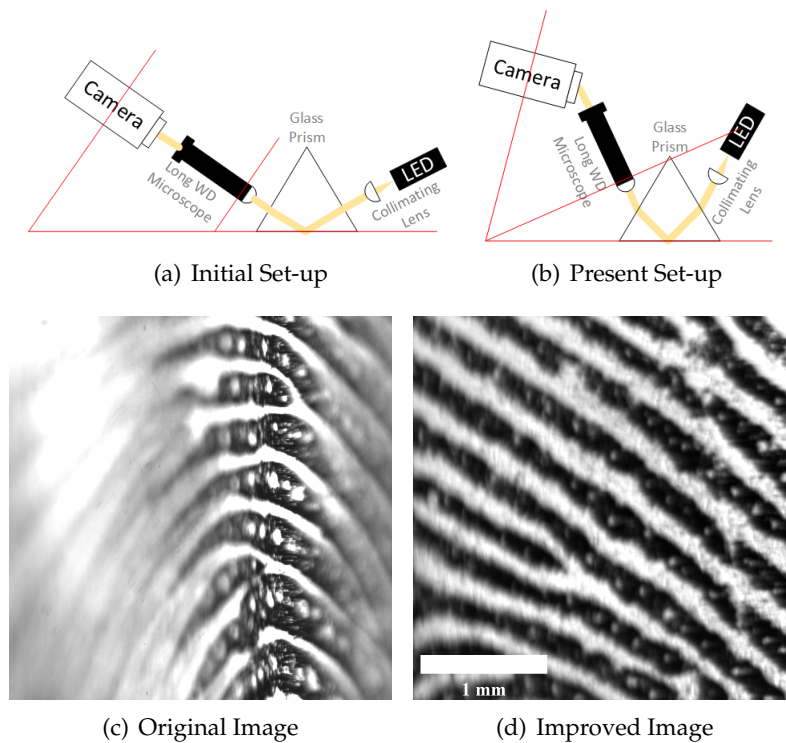 Camera
Long WD
Microscope
Glass
Prism
LED
Collimating
Lens
(a) Initial Set-up
Camera
Long WD
Microscope
Glass
Prism
LED
Collimating
Lens
(b) Present Set-up
1 mm
(c) Original Image
(d) Improved Image